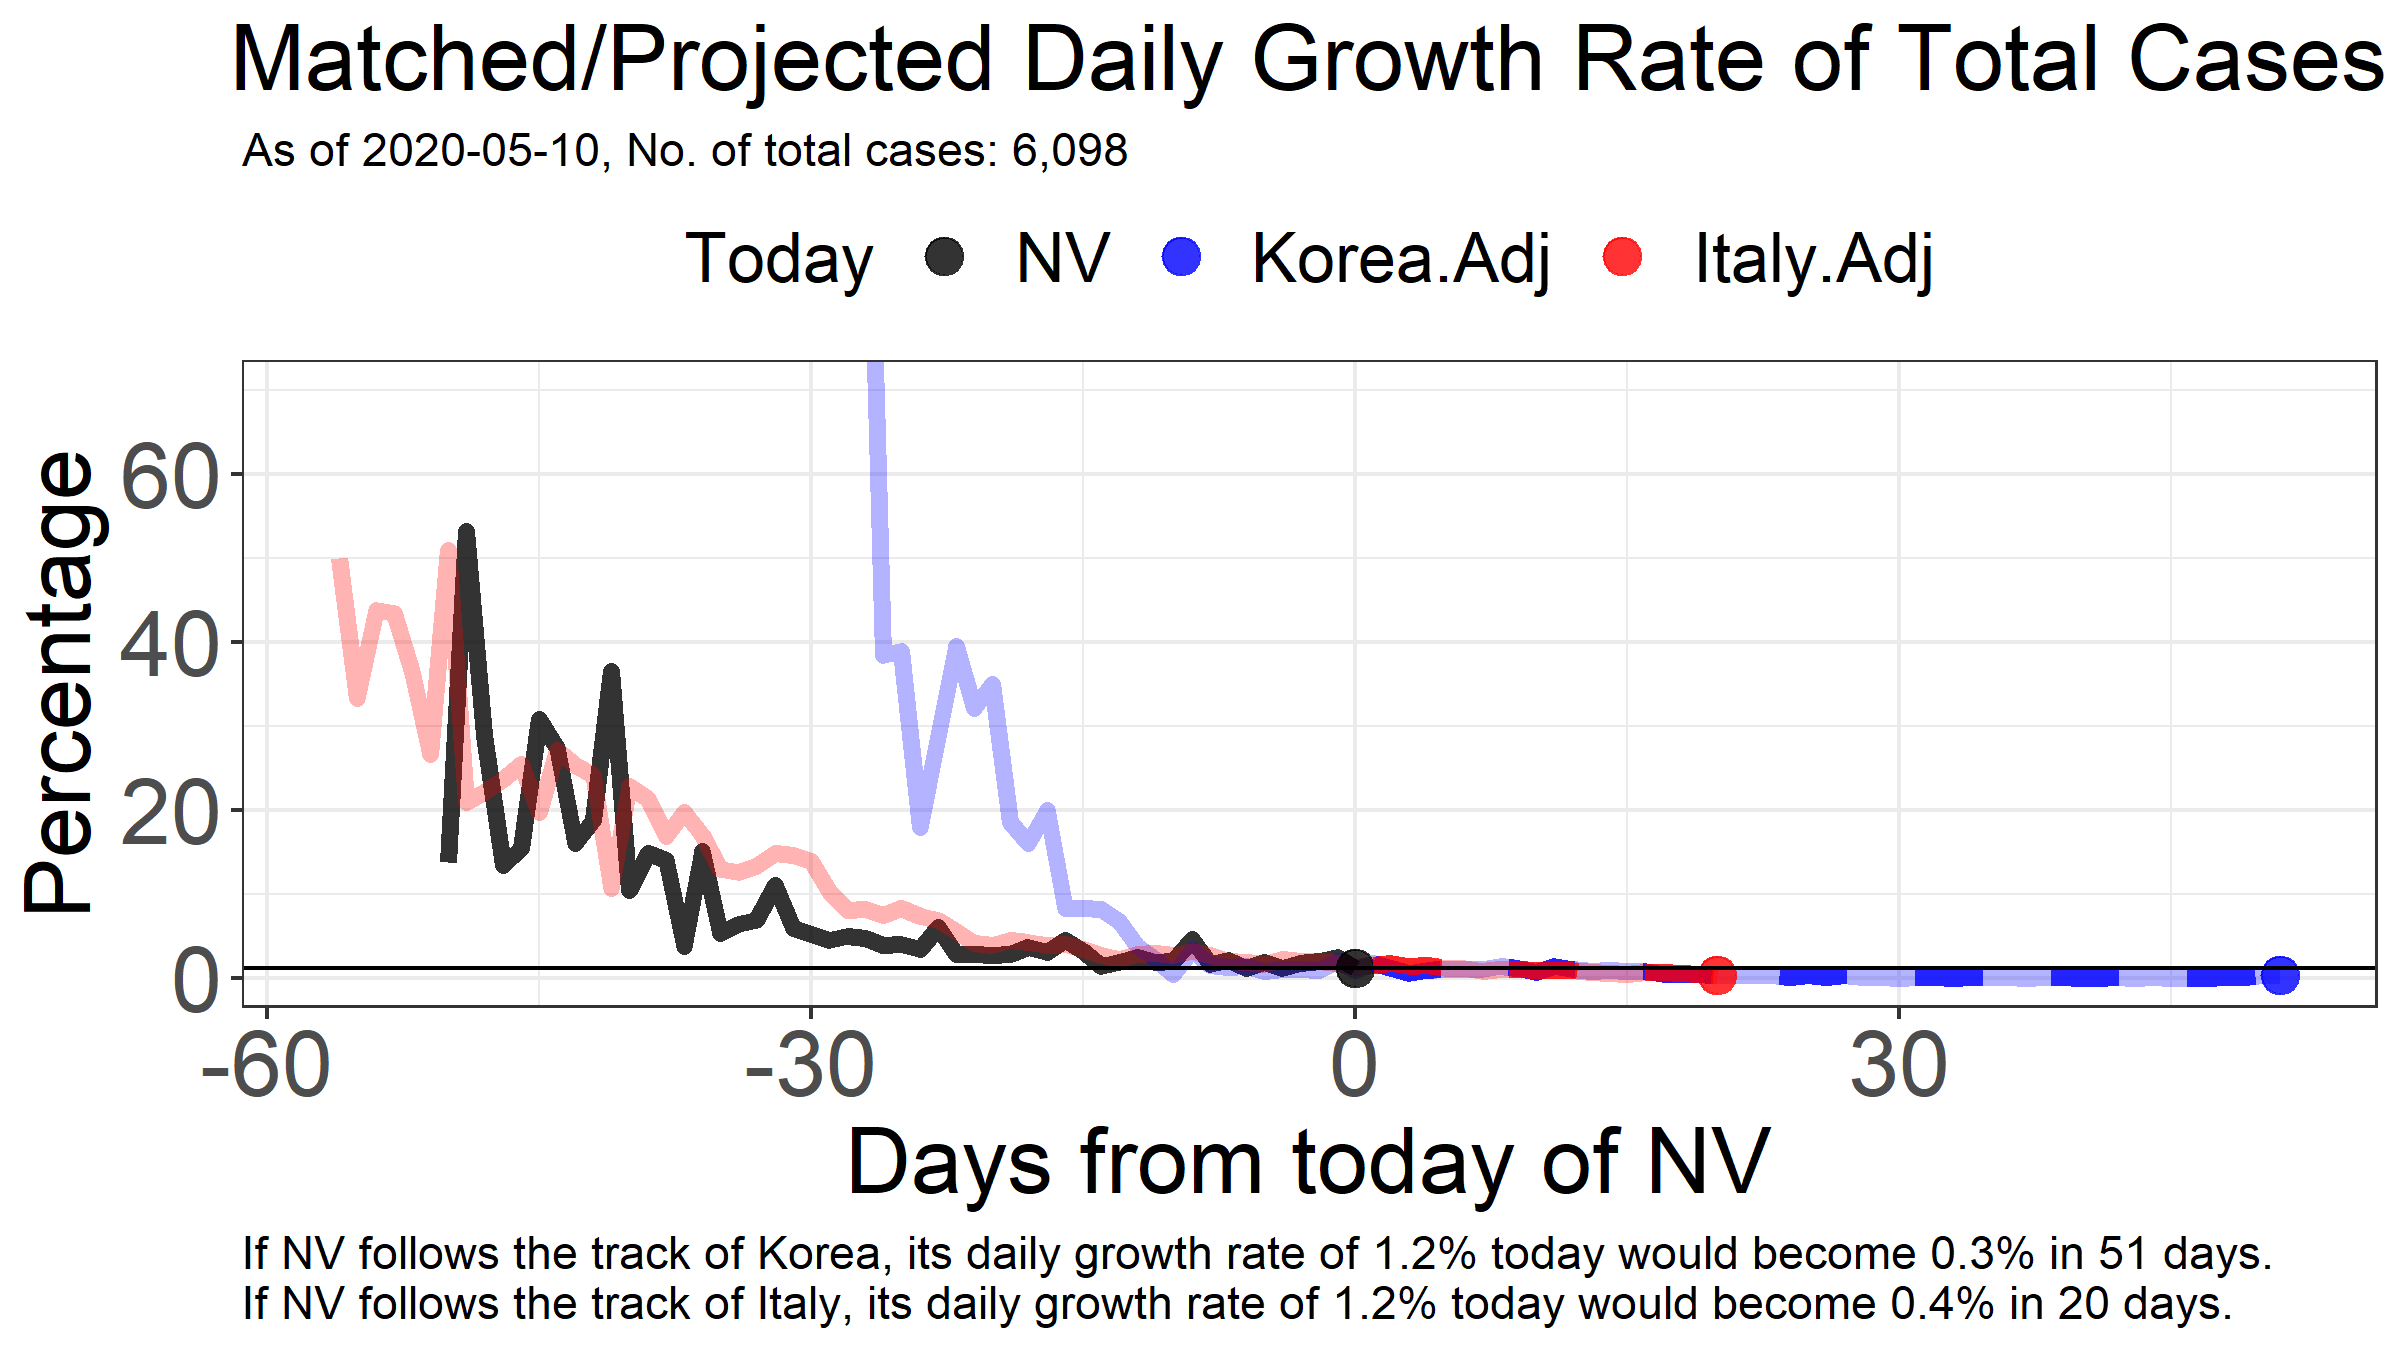 Matched/Projected Daily Growth Rate of Total Cases
As of 2020-05-10, No. of total cases: 6,098
Today NV Korea.Adj Italy.Adj
Percentage
60
40
20
0
-60 -30 0 30
Days from today of NV
If NV follows the track of Korea, its daily growth rate of 1.2% today would become 0.3% in 51 days.
If NV follows the track of Italy, its daily growth rate of 1.2% today would become 0.4% in 20 days.